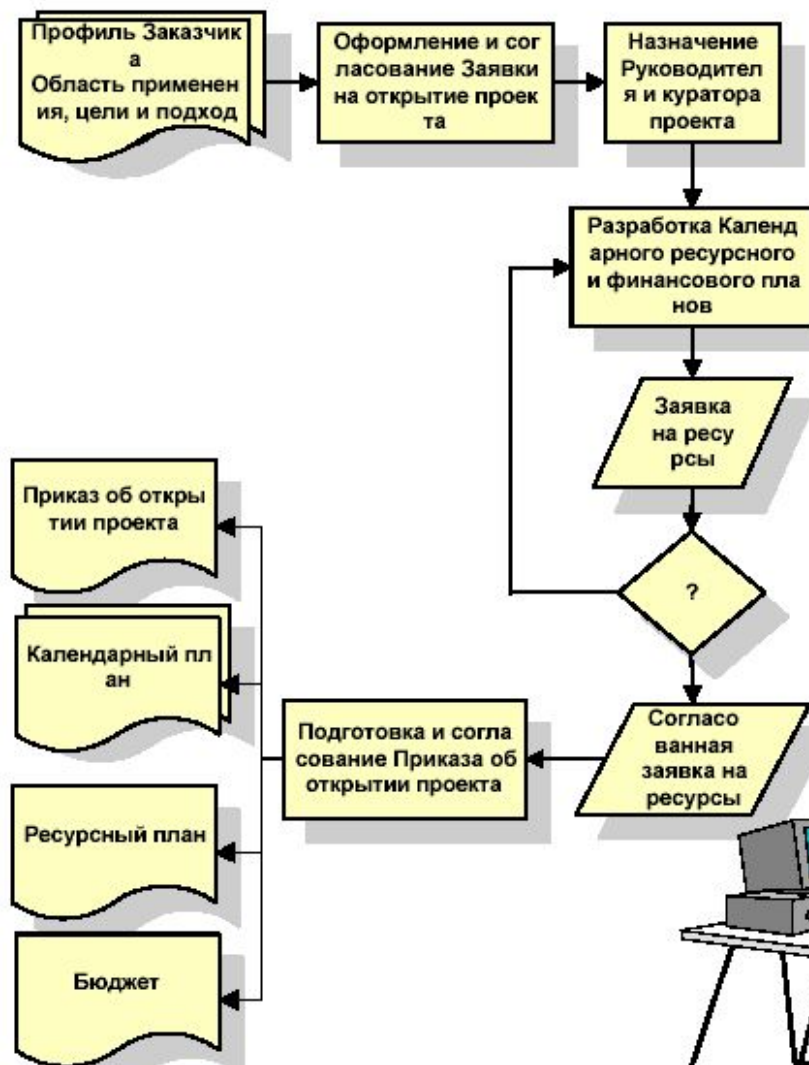 Профиль Заказчик
а
Область применен
ия, цели и подход
Оформление и сог
ласование Заявки
на открытие проек
та
Назначение
Руководител
я и куратора
проекта
Разработка Календ
арного ресурсного
и финансового пла
нов
Заявка
на ресу
рсы
?
Согласо
ванная
заявка на
ресурсы
Подготовка и согла
сование Приказа об
открытии проекта
Приказ об откры
тии проекта
Календарный пл
ан
Ресурсный план
Бюджет